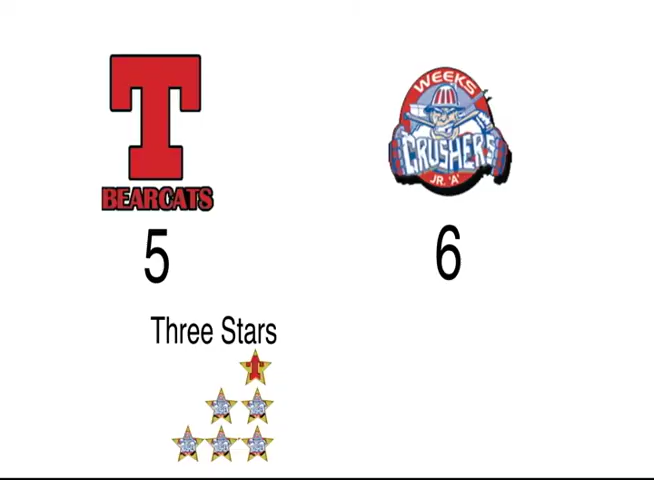 T
BEARCATS
WEEKS
CRUSHERS
JR. 'A'
5
6
Three Stars
T